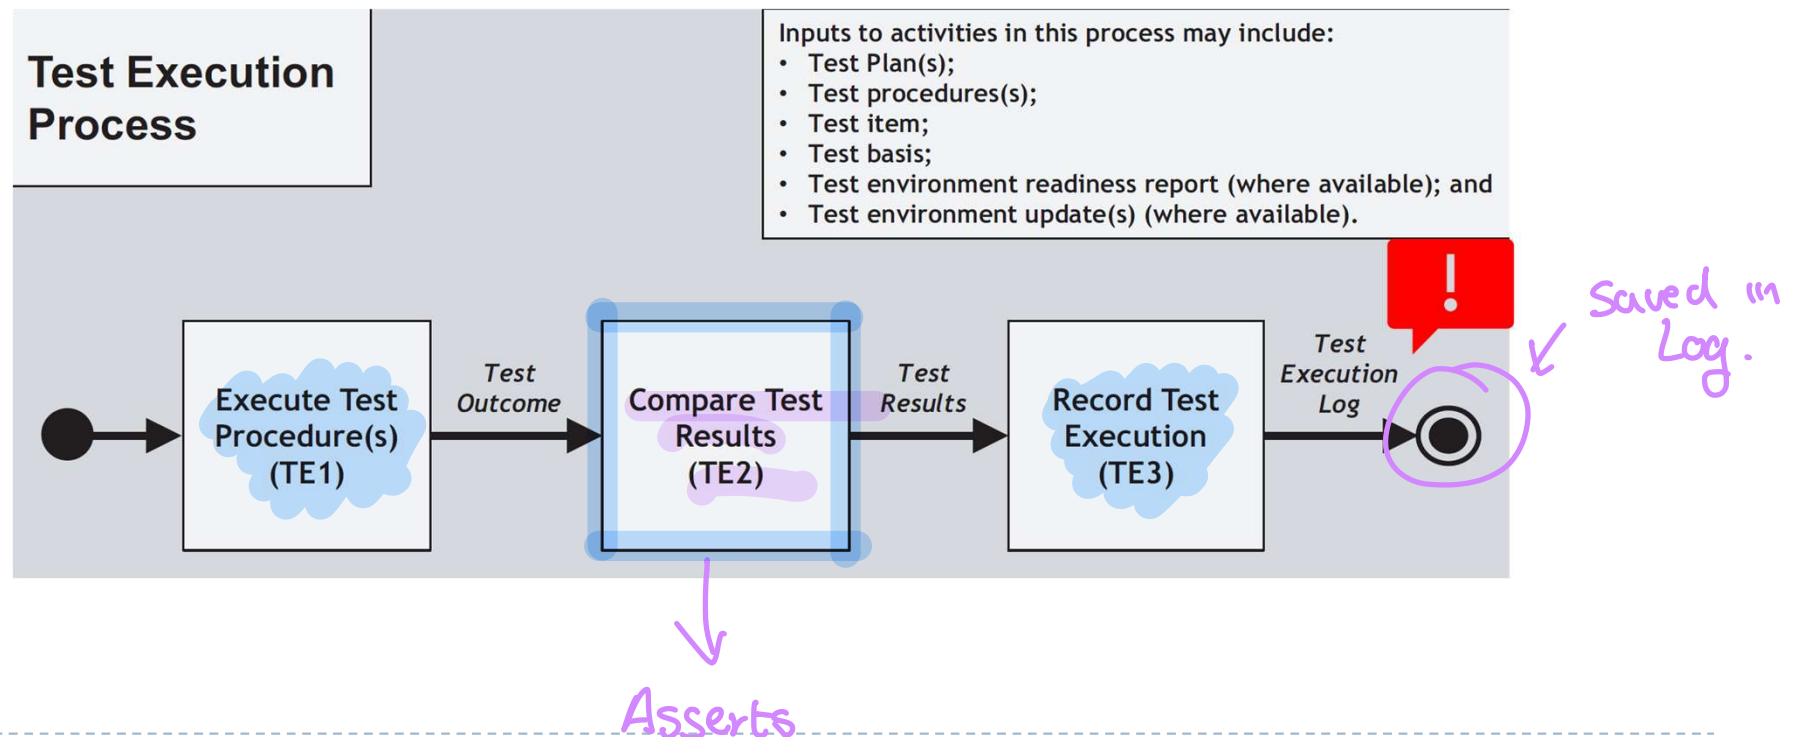 Test Execution
Process
Inputs to activities in this process may include:
• Test Plan(s);
• Test procedures(s);
• Test item;
• Test basis;
• Test environment readiness report (where available); and
• Test environment update(s) (where available).
!
Saved in
Log.
Execute Test
Procedure(s)
(TE1)
Test
Outcome
Compare Test
Results
(TE2)
Test
Results
Record Test
Execution
(TE3)
Test
Execution
Log
Asserts